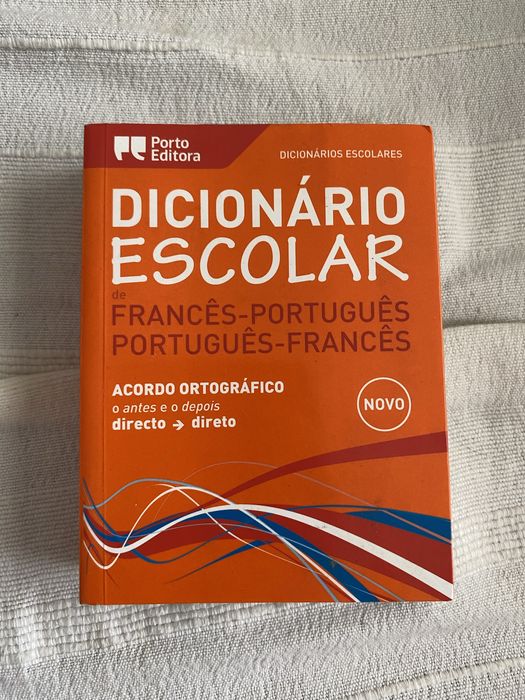 Porto
Editora
DICIONÁRIOS ESCOLARES
DICIONÁRIO
ESCOLAR
de
FRANCÊS-PORTUGUÊS
PORTUGUÊS-FRANCÊS
ACORDO ORTOGRÁFICO
o antes e o depois
directo → direto
NOVO